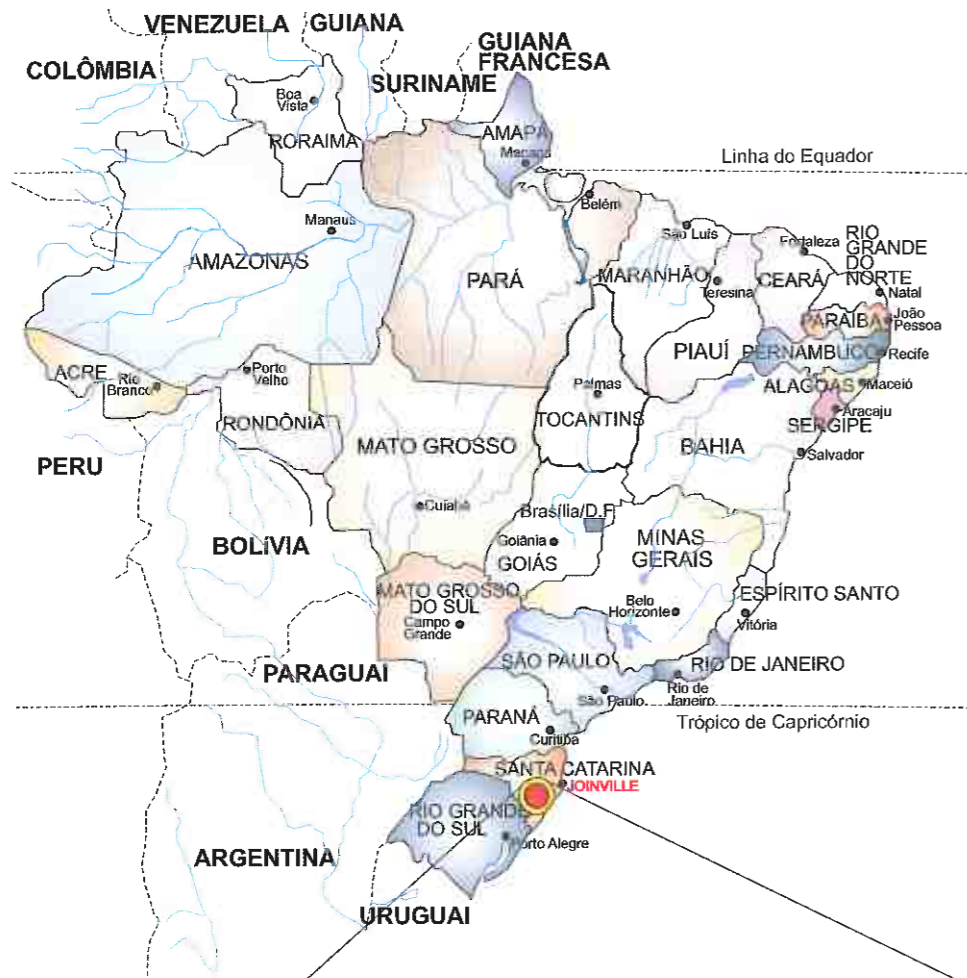 VENEZUELA
GUIANA
GUIANA
FRANCESA
COLÔMBIA
SURINAME
Boa
Vista
RORAIMA
AMAPÁ
Macapá
Linha do Equador
Belém
Manaus
AMAZONAS
PARÁ
São Luís
MARANHÃO
Teresina
Fortaleza
CEARÁ
RIO
GRANDE
DO
NORTE
Natal
PARAÍBA
João
Pessoa
PIAUÍ
PERNAMBUCO
Recife
ACRE
Rio
Branco
Porto
Velho
RONDÔNIA
Palmas
TOCANTINS
ALAGOAS
Maceió
Aracaju
SERGIPE
BAHIA
Salvador
PERU
MATO GROSSO
Cuiabá
Brasília/D.F.
Goiânia
GOIÁS
BOLÍVIA
MINAS
GERAIS
Belo
Horizonte
ESPÍRITO SANTO
Vitória
MATO GROSSO
DO SUL
Campo
Grande
SÃO PAULO
São Paulo
RIO DE JANEIRO
Rio de
Janeiro
PARAGUAI
Trópico de Capricórnio
PARANÁ
Curitiba
SANTA CATARINA
JOINVILLE
RIO GRANDE
DO SUL
Porto Alegre
ARGENTINA
URUGUAI